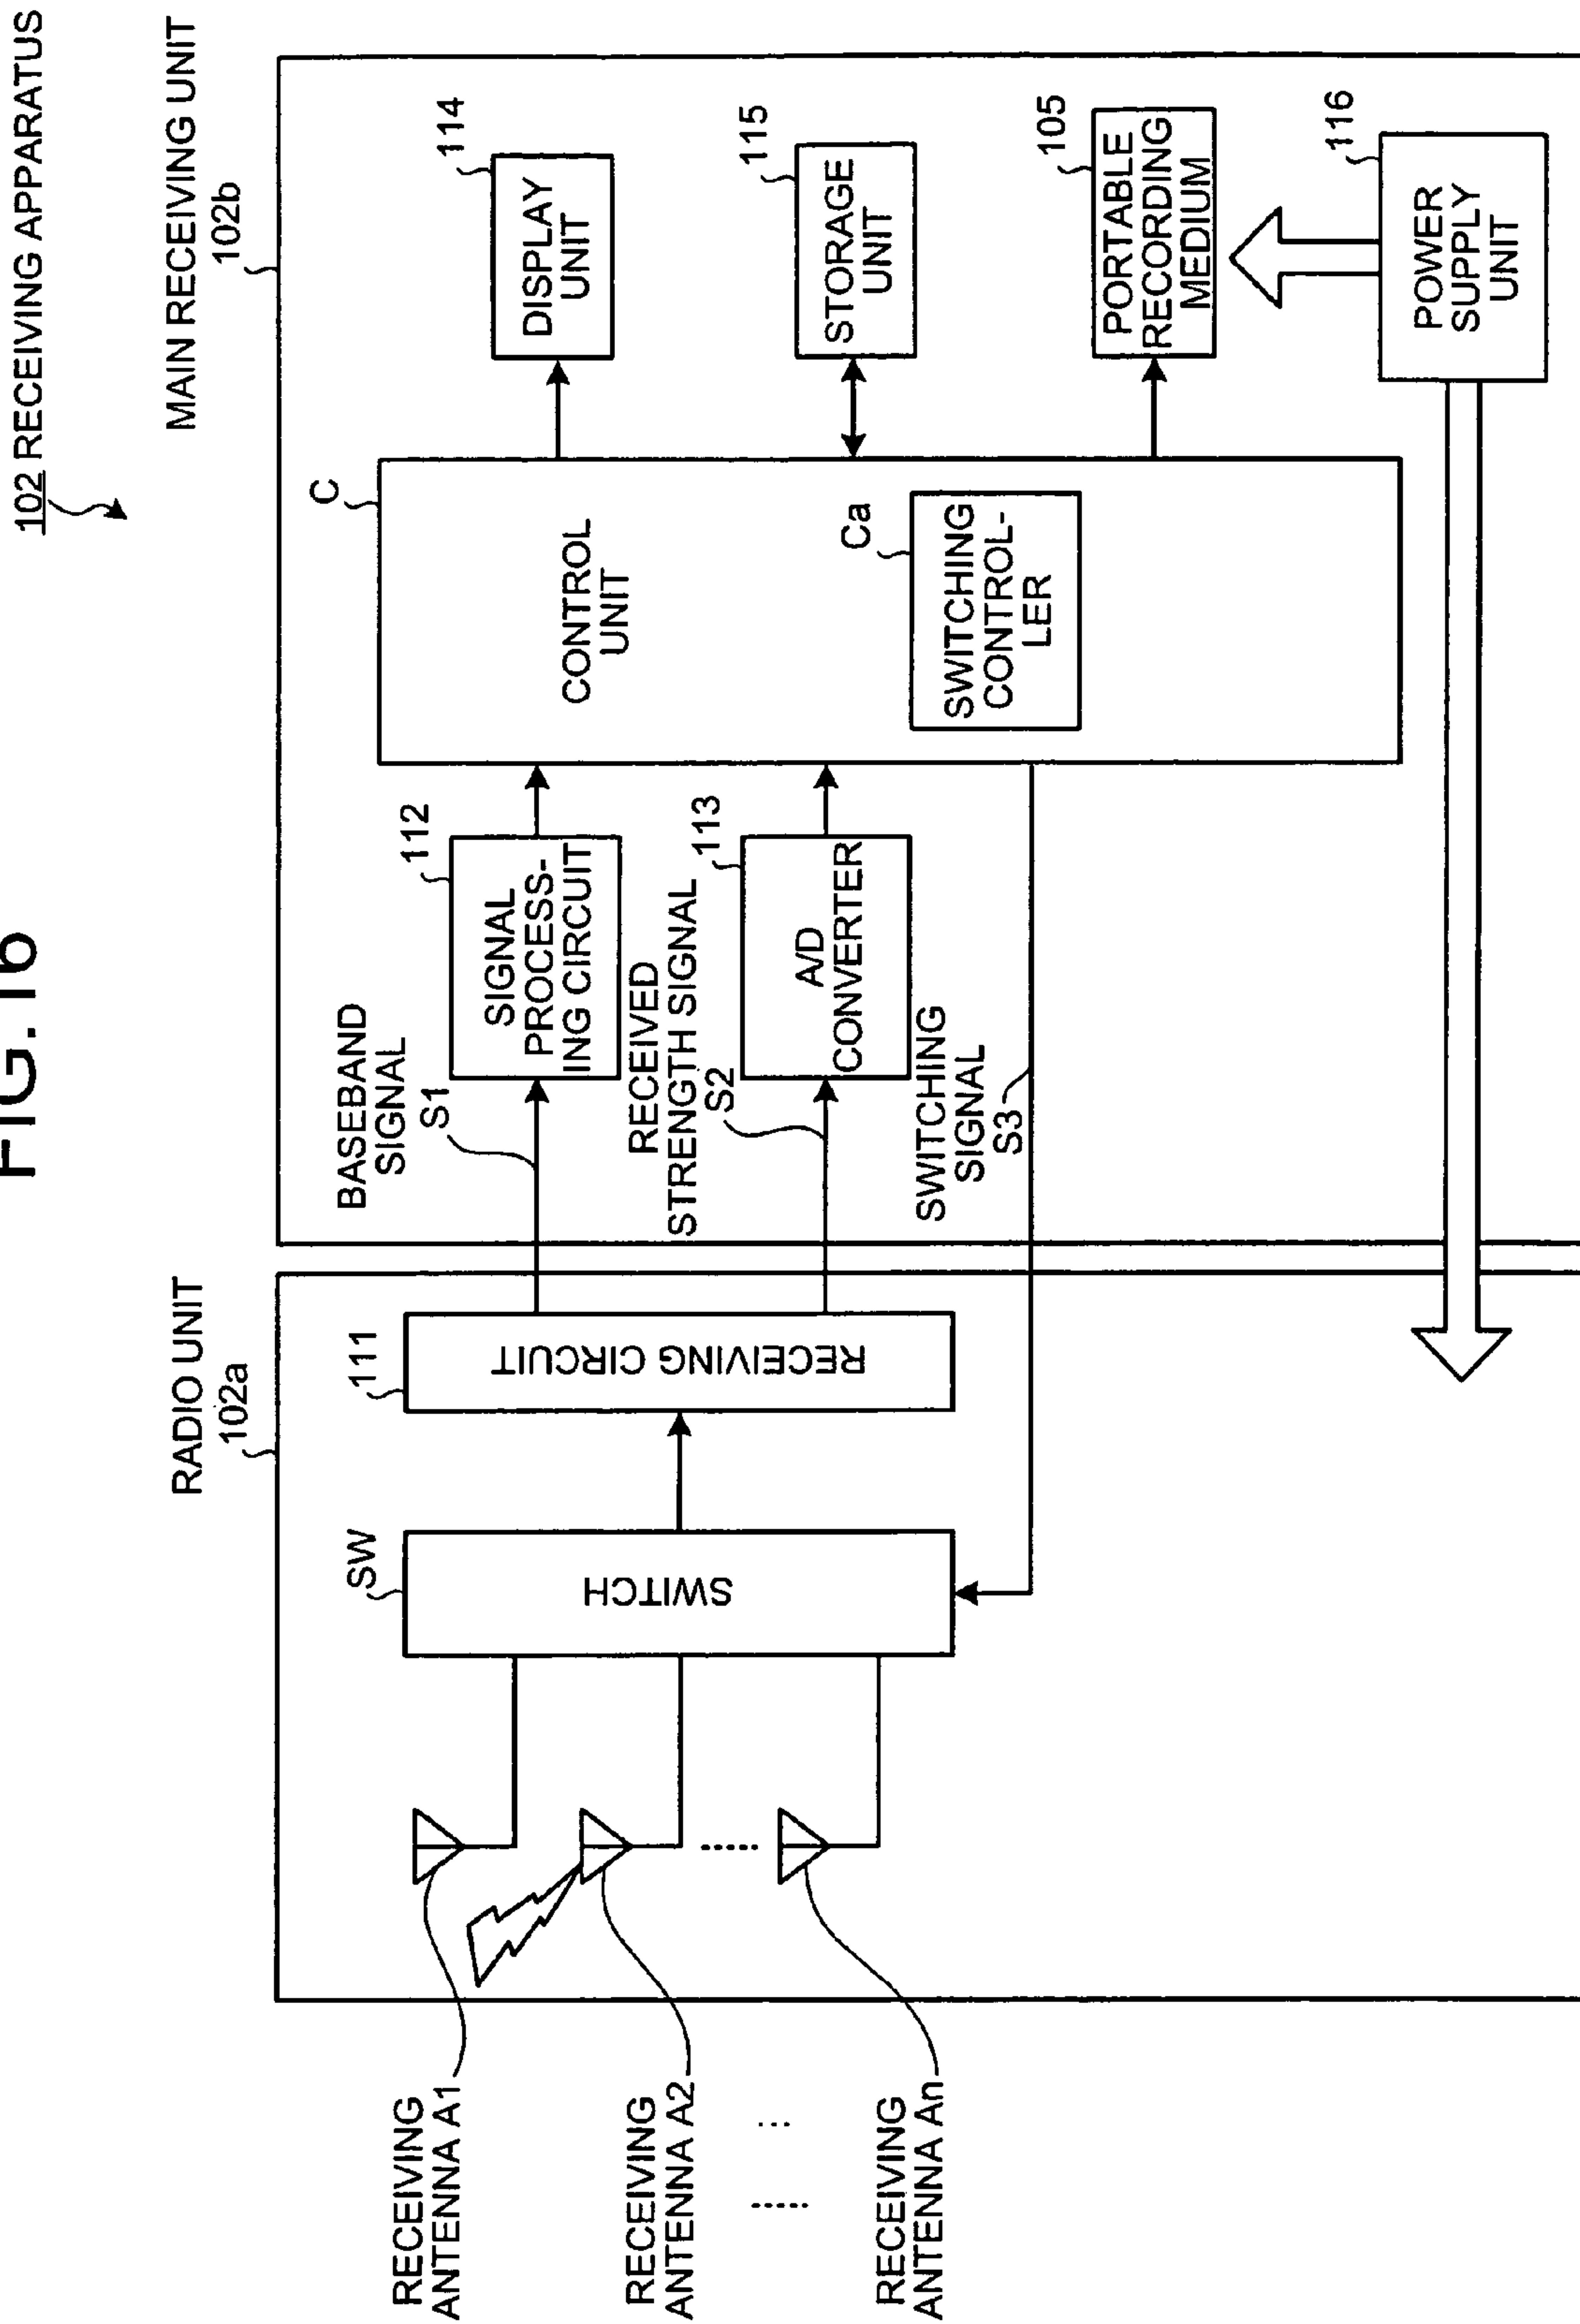 FIG.16
102 RECEIVING APPARATUS
RADIO UNIT
102a
MAIN RECEIVING UNIT
102b
RECEIVING
ANTENNA A1
RECEIVING
ANTENNA A2
RECEIVING
ANTENNA An
SW
SWITCH
111
RECEIVING CIRCUIT
BASEBAND
SIGNAL
S1
RECEIVED
STRENGTH SIGNAL
S2
SWITCHING
SIGNAL
S3
112
SIGNAL
PROCESS-
ING CIRCUIT
113
A/D
CONVERTER
C
CONTROL
UNIT
Ca
SWITCHING
CONTROL-
LER
114
DISPLAY
UNIT
115
STORAGE
UNIT
105
PORTABLE
RECORDING
MEDIUM
116
POWER
SUPPLY
UNIT